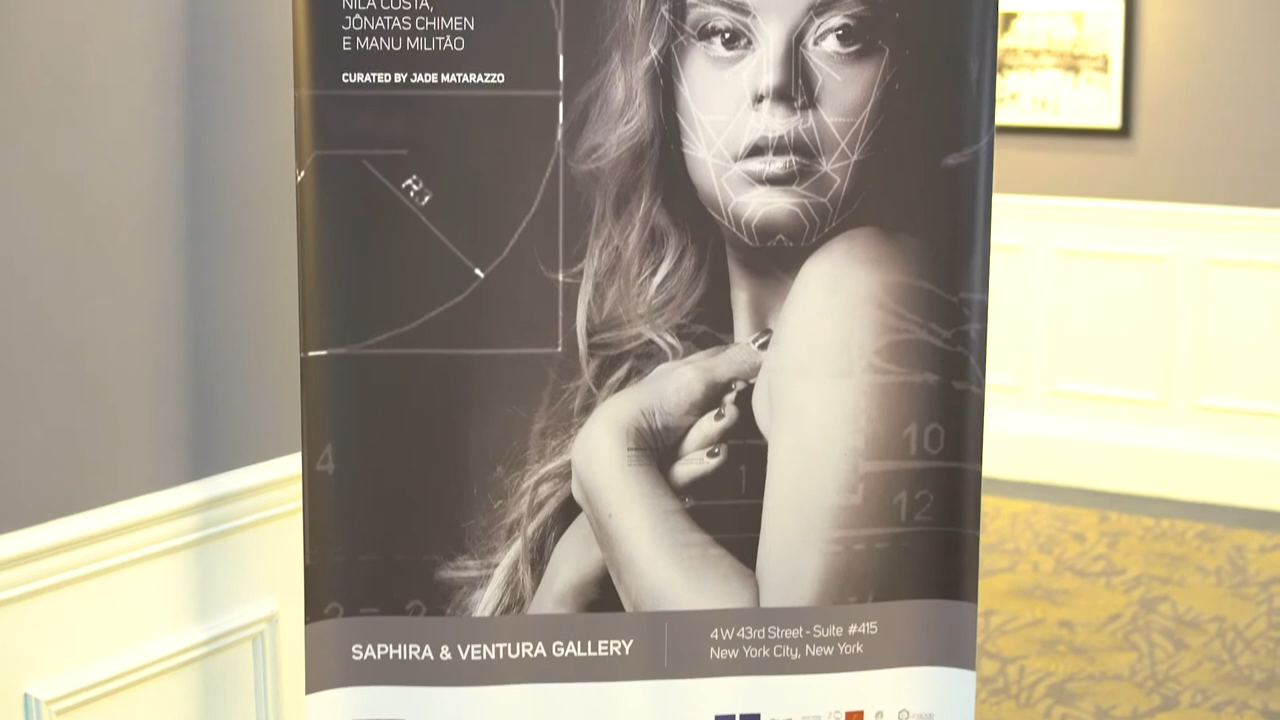 NILA COSTA,
JÔNATAS CHIMEN
E MANU MILITÃO
CURATED BY JADE MATARAZZO
R3
4
10
1
12
SAPHIRA & VENTURA GALLERY
4 W 43rd Street - Suite #415
New York City, New York